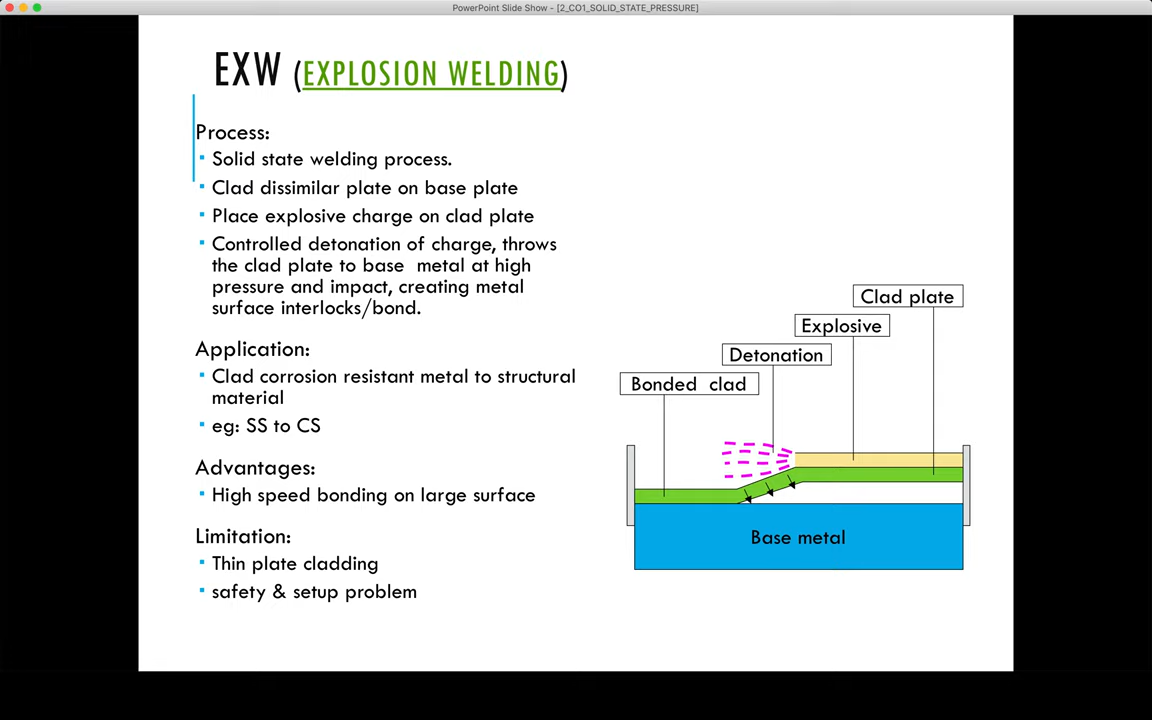 PowerPoint Slide Show - [2_CO1_SOLID_STATE_PRESSURE]
EXW (EXPLOSION WELDING)
Process:
▪ Solid state welding process.
▪ Clad dissimilar plate on base plate
▪ Place explosive charge on clad plate
▪ Controlled detonation of charge, throws
the clad plate to base metal at high
pressure and impact, creating metal
surface interlocks/bond.
Application:
▪ Clad corrosion resistant metal to structural
material
▪ eg: SS to CS
Advantages:
▪ High speed bonding on large surface
Limitation:
▪ Thin plate cladding
▪ safety & setup problem
Clad plate
Explosive
Detonation
Bonded clad
Base metal